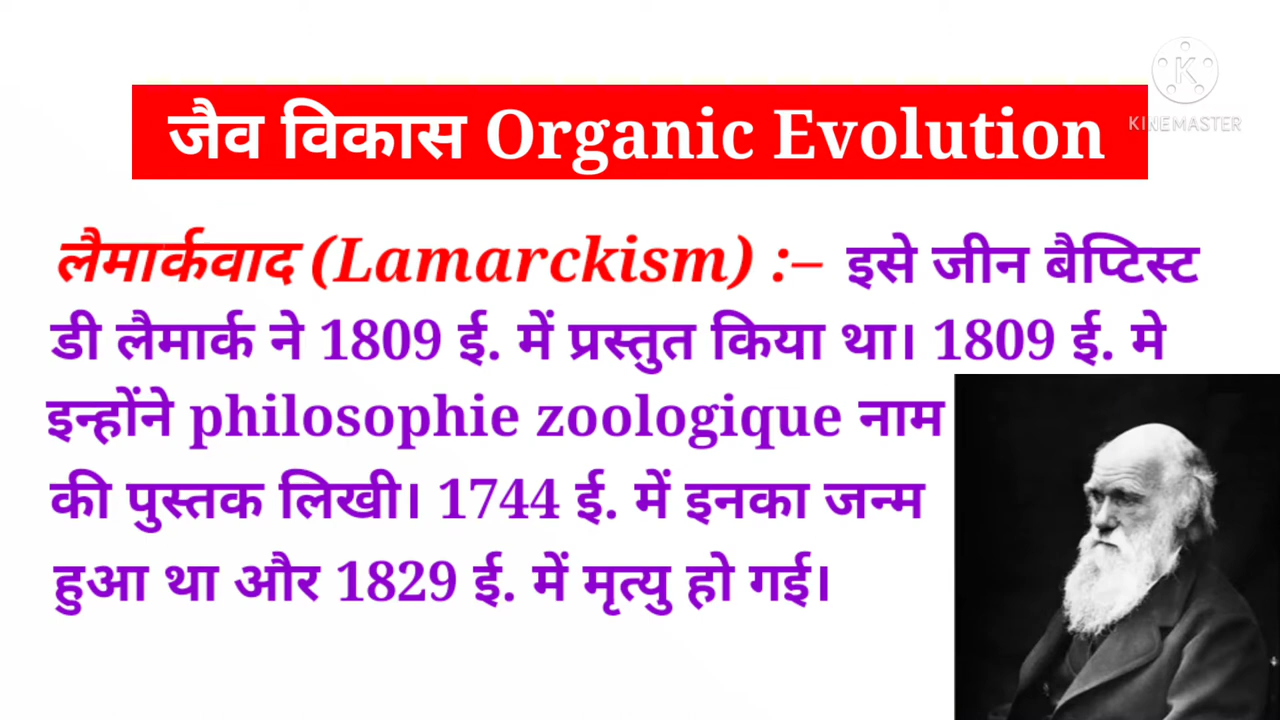 जैव विकास Organic Evolution
KINEMASTER
लैमार्कवाद (Lamarckism) :– इसे जीन बैप्टिस्ट
डी लैमार्क ने 1809 ई. में प्रस्तुत किया था। 1809 ई. मे
इन्होंने philosophie zoologique नाम
की पुस्तक लिखी। 1744 ई. में इनका जन्म
हुआ था और 1829 ई. में मृत्यु हो गई।